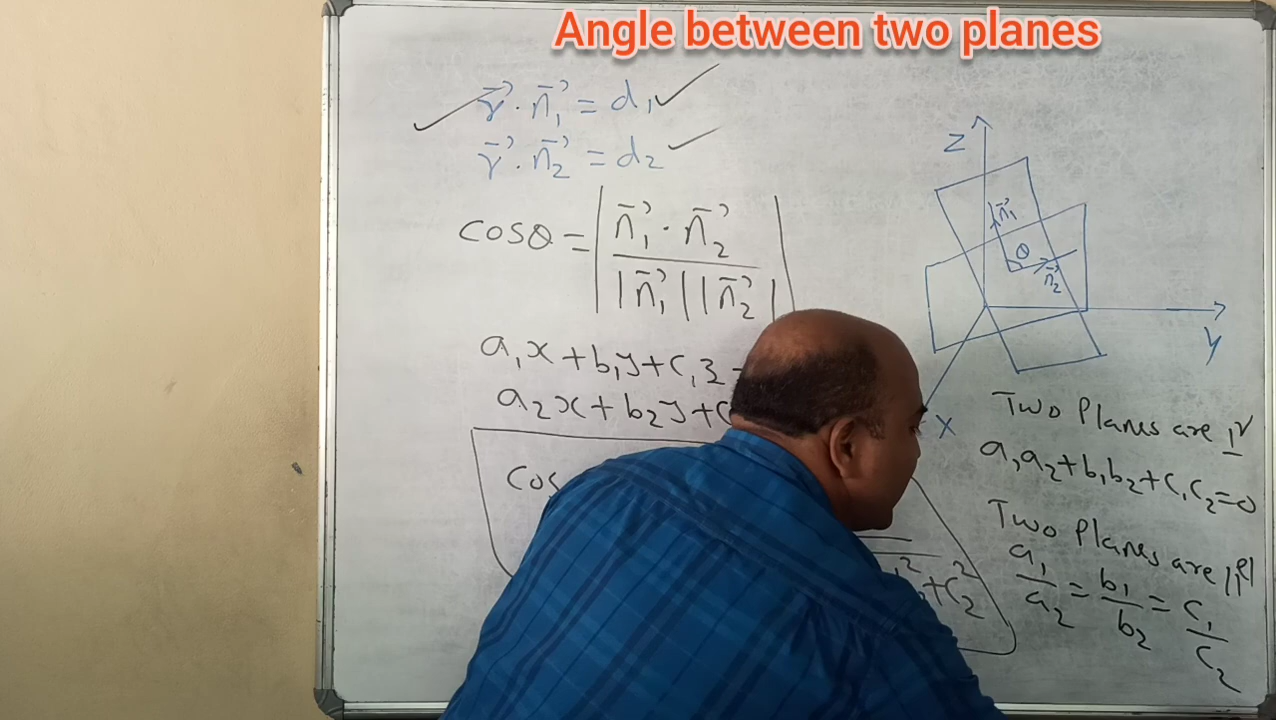 Angle between two planes
r⃗ · n⃗₁ = d₁
r⃗ · n⃗₂ = d₂
cosθ = | n⃗₁ · n⃗₂ / |n⃗₁| |n⃗₂| |
a₁x + b₁y + c₁z
a₂x + b₂y + c
cos
₁² + c₂²
Z
n⃗₁
θ
n⃗₂
Y
X
Two Planes are ⊥r
a₁a₂ + b₁b₂ + c₁c₂ = 0
Two Planes are ||el
a₁/a₂ = b₁/b₂ = c₁/c₂